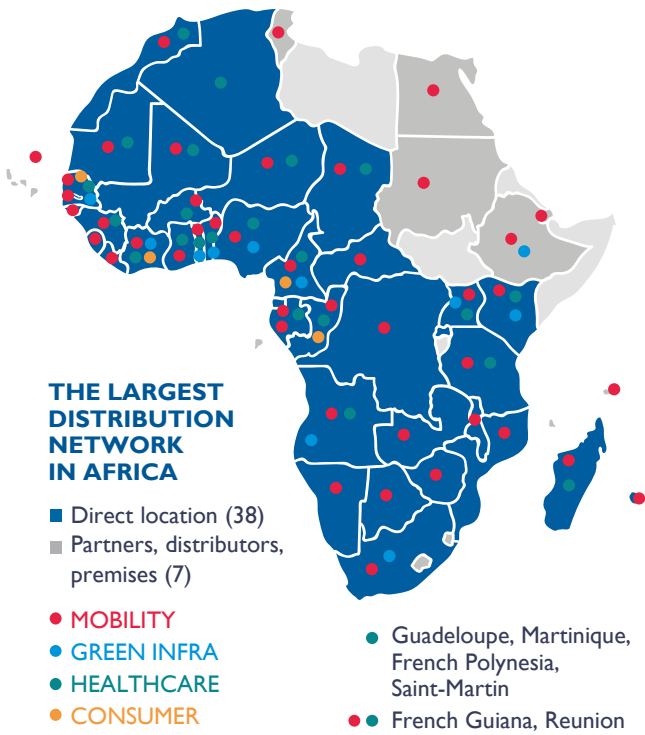 THE LARGEST
DISTRIBUTION
NETWORK
IN AFRICA
Direct location (38)
Partners, distributors,
premises (7)
MOBILITY
GREEN INFRA
HEALTHCARE
CONSUMER
Guadeloupe, Martinique,
French Polynesia,
Saint-Martin
French Guiana, Reunion